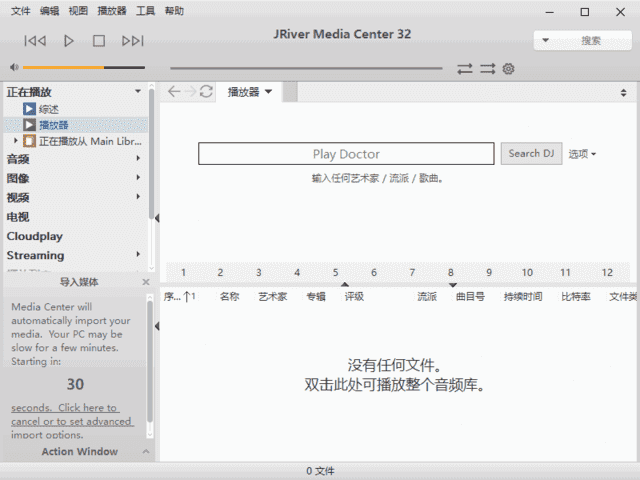 文件 编辑 视图 播放器 工具 帮助
JRiver Media Center 32
搜索
正在播放
播放器
综述
播放器
正在播放从 Main Libr...
音频
图像
视频
电视
Cloudplay
Streaming
Play Doctor
Search DJ
选项
输入任何艺术家 / 流派 / 歌曲。
1 2 3 4 5 6 7 8 9 10 11 12
序... 1 名称 艺术家 专辑 评级 流派 曲目号 持续时间 比特率 文件类
没有任何文件。
双击此处可播放整个音频库。
导入媒体
Media Center will
automatically import your
media. Your PC may be
slow for a few minutes.
Starting in:
30
seconds. Click here to
cancel or to set advanced
import options.
Action Window
0 文件